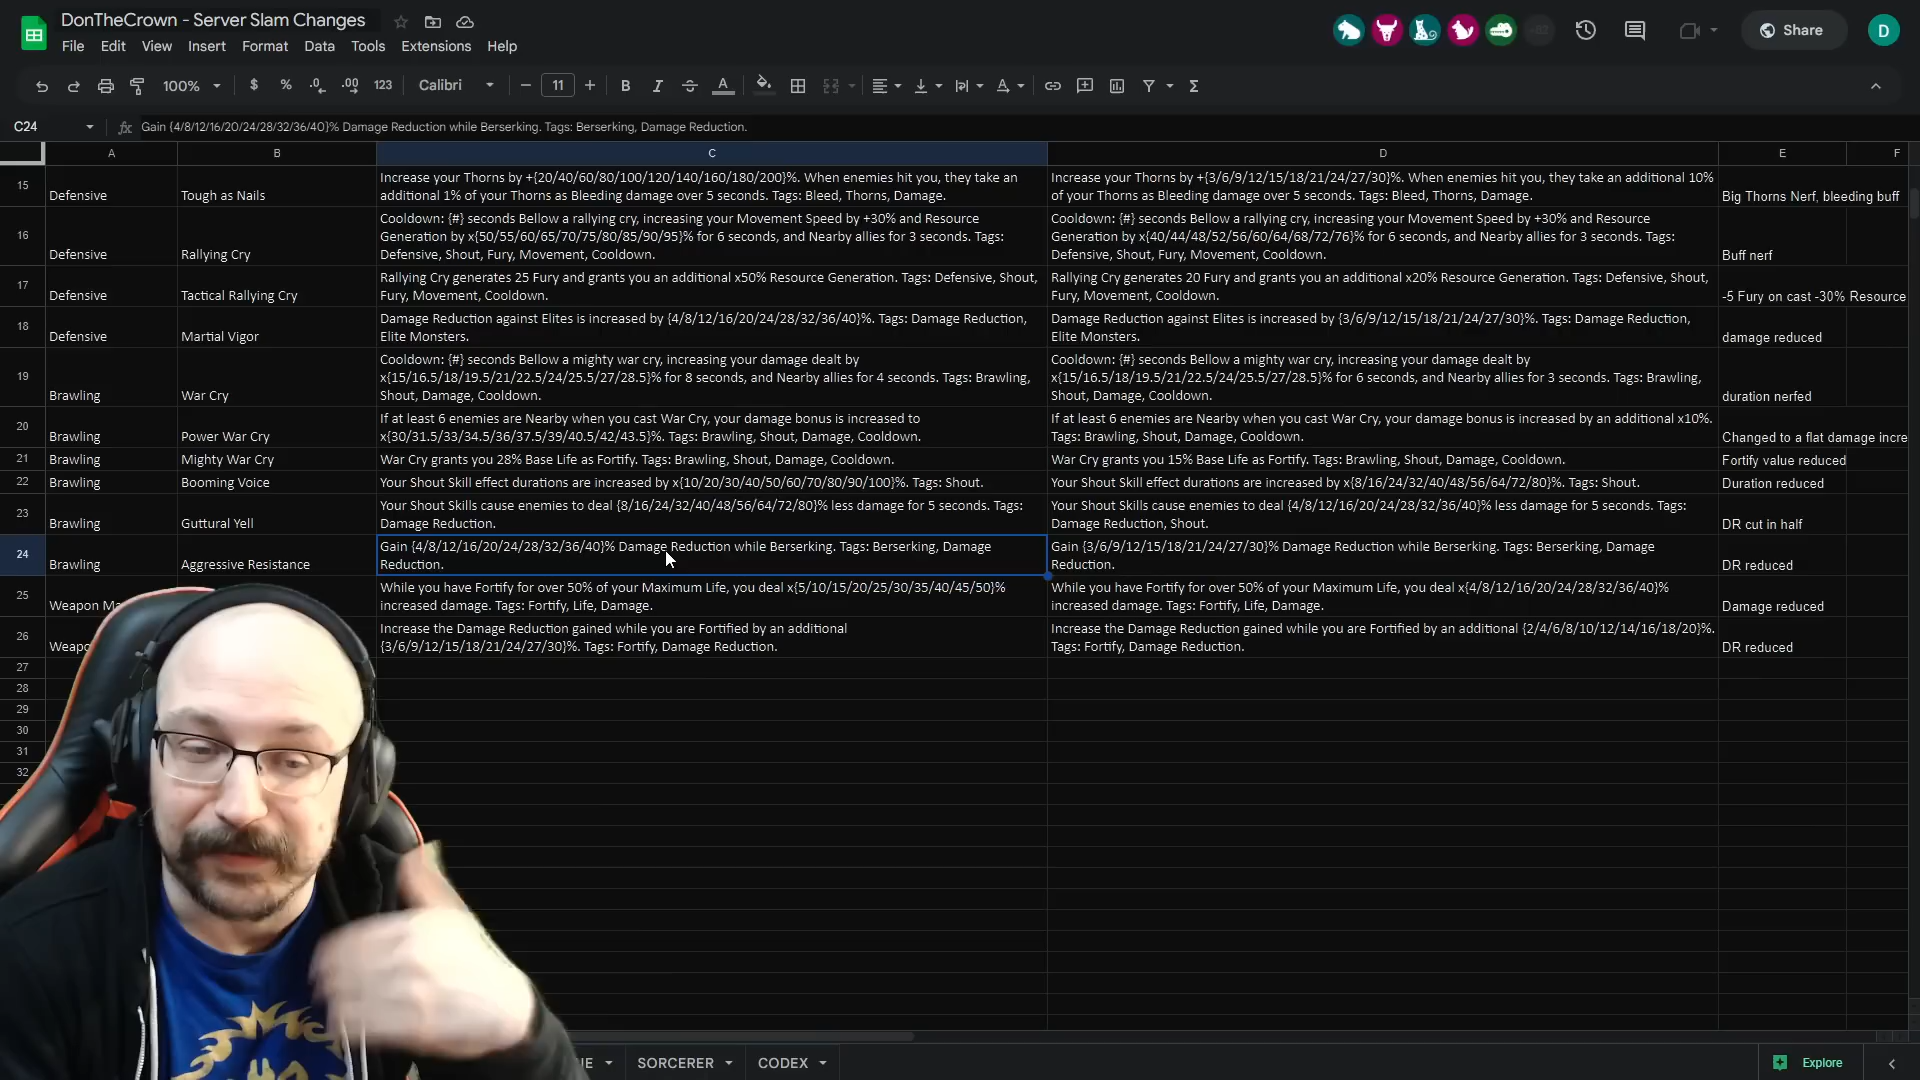 DonTheCrown - Server Slam Changes
File Edit View Insert Format Data Tools Extensions Help
Share
D
100% $ % .0 .00 123 Calibri 11 B I A
C24
fx Gain {4/8/12/16/20/24/28/32/36/40}% Damage Reduction while Berserking. Tags: Berserking, Damage Reduction.
A B C D E F
15 Defensive Tough as Nails
Increase your Thorns by +{20/40/60/80/100/120/140/160/180/200}%. When enemies hit you, they take an
additional 1% of your Thorns as Bleeding damage over 5 seconds. Tags: Bleed, Thorns, Damage.
Increase your Thorns by +{3/6/9/12/15/18/21/24/27/30}%. When enemies hit you, they take an additional 10%
of your Thorns as Bleeding damage over 5 seconds. Tags: Bleed, Thorns, Damage.
Big Thorns Nerf, bleeding buff
16 Defensive Rallying Cry
Cooldown: {#} seconds Bellow a rallying cry, increasing your Movement Speed by +30% and Resource
Generation by x{50/55/60/65/70/75/80/85/90/95}% for 6 seconds, and Nearby allies for 3 seconds. Tags:
Defensive, Shout, Fury, Movement, Cooldown.
Cooldown: {#} seconds Bellow a rallying cry, increasing your Movement Speed by +30% and Resource
Generation by x{40/44/48/52/56/60/64/68/72/76}% for 6 seconds, and Nearby allies for 3 seconds. Tags:
Defensive, Shout, Fury, Movement, Cooldown.
Buff nerf
17 Defensive Tactical Rallying Cry
Rallying Cry generates 25 Fury and grants you an additional x50% Resource Generation. Tags: Defensive, Shout,
Fury, Movement, Cooldown.
Rallying Cry generates 20 Fury and grants you an additional x20% Resource Generation. Tags: Defensive, Shout,
Fury, Movement, Cooldown.
-5 Fury on cast -30% Resource
18 Defensive Martial Vigor
Damage Reduction against Elites is increased by {4/8/12/16/20/24/28/32/36/40}%. Tags: Damage Reduction,
Elite Monsters.
Damage Reduction against Elites is increased by {3/6/9/12/15/18/21/24/27/30}%. Tags: Damage Reduction,
Elite Monsters.
damage reduced
19 Brawling War Cry
Cooldown: {#} seconds Bellow a mighty war cry, increasing your damage dealt by
x{15/16.5/18/19.5/21/22.5/24/25.5/27/28.5}% for 8 seconds, and Nearby allies for 4 seconds. Tags: Brawling,
Shout, Damage, Cooldown.
Cooldown: {#} seconds Bellow a mighty war cry, increasing your damage dealt by
x{15/16.5/18/19.5/21/22.5/24/25.5/27/28.5}% for 6 seconds, and Nearby allies for 3 seconds. Tags: Brawling,
Shout, Damage, Cooldown.
duration nerfed
20 Brawling Power War Cry
If at least 6 enemies are Nearby when you cast War Cry, your damage bonus is increased to
x{30/31.5/33/34.5/36/37.5/39/40.5/42/43.5}%. Tags: Brawling, Shout, Damage, Cooldown.
If at least 6 enemies are Nearby when you cast War Cry, your damage bonus is increased by an additional x10%.
Tags: Brawling, Shout, Damage, Cooldown.
Changed to a flat damage incre
21 Brawling Mighty War Cry
War Cry grants you 28% Base Life as Fortify. Tags: Brawling, Shout, Damage, Cooldown.
War Cry grants you 15% Base Life as Fortify. Tags: Brawling, Shout, Damage, Cooldown.
Fortify value reduced
22 Brawling Booming Voice
Your Shout Skill effect durations are increased by x{10/20/30/40/50/60/70/80/90/100}%. Tags: Shout.
Your Shout Skill effect durations are increased by x{8/16/24/32/40/48/56/64/72/80}%. Tags: Shout.
Duration reduced
23 Brawling Guttural Yell
Your Shout Skills cause enemies to deal {8/16/24/32/40/48/56/64/72/80}% less damage for 5 seconds. Tags:
Damage Reduction.
Your Shout Skills cause enemies to deal {4/8/12/16/20/24/28/32/36/40}% less damage for 5 seconds. Tags:
Damage Reduction, Shout.
DR cut in half
24 Brawling Aggressive Resistance
Gain {4/8/12/16/20/24/28/32/36/40}% Damage Reduction while Berserking. Tags: Berserking, Damage
Reduction.
Gain {3/6/9/12/15/18/21/24/27/30}% Damage Reduction while Berserking. Tags: Berserking, Damage
Reduction.
DR reduced
25 Weapon Ma
While you have Fortify for over 50% of your Maximum Life, you deal x{5/10/15/20/25/30/35/40/45/50}%
increased damage. Tags: Fortify, Life, Damage.
While you have Fortify for over 50% of your Maximum Life, you deal x{4/8/12/16/20/24/28/32/36/40}%
increased damage. Tags: Fortify, Life, Damage.
Damage reduced
26 Weapo
Increase the Damage Reduction gained while you are Fortified by an additional
{3/6/9/12/15/18/21/24/27/30}%. Tags: Fortify, Damage Reduction.
Increase the Damage Reduction gained while you are Fortified by an additional {2/4/6/8/10/12/14/16/18/20}%.
Tags: Fortify, Damage Reduction.
DR reduced
27
28
29
30
31
32
NE SORCERER CODEX
Explore